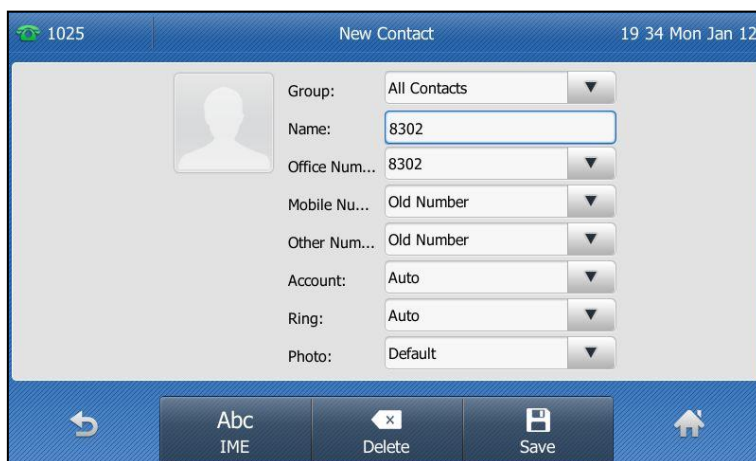 1025 New Contact 19 34 Mon Jan 12
Group: All Contacts
Name: 8302
Office Num... 8302
Mobile Nu... Old Number
Other Num... Old Number
Account: Auto
Ring: Auto
Photo: Default
Abc
IME Delete Save